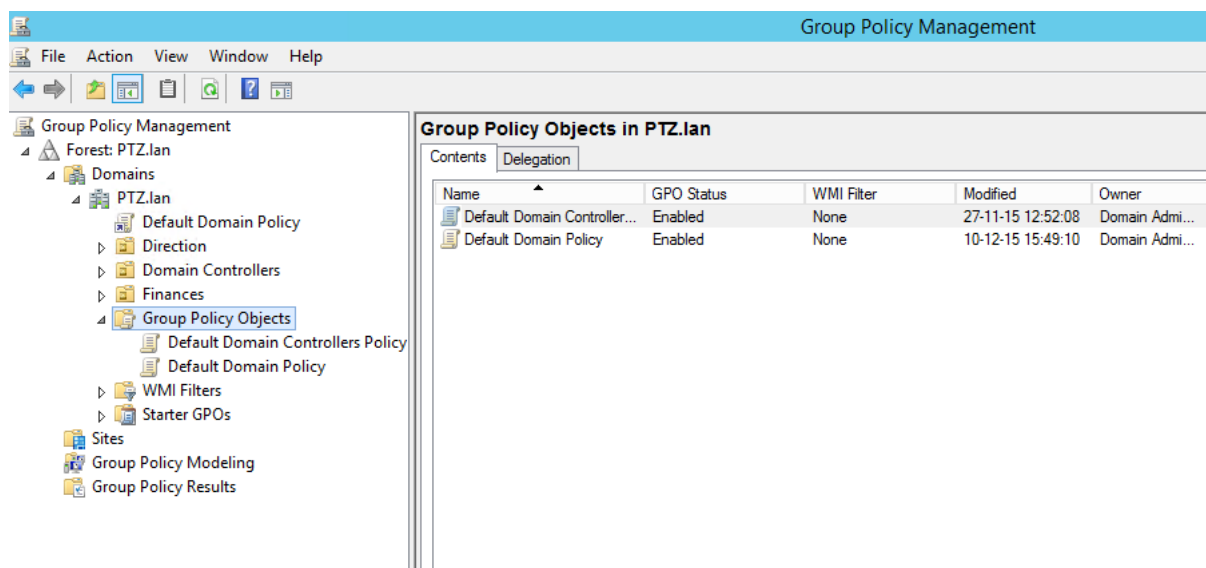 Group Policy Management
File Action View Window Help
Group Policy Management
Forest: PTZ.lan
Domains
PTZ.lan
Default Domain Policy
Direction
Domain Controllers
Finances
Group Policy Objects
Default Domain Controllers Policy
Default Domain Policy
WMI Filters
Starter GPOs
Sites
Group Policy Modeling
Group Policy Results
Group Policy Objects in PTZ.lan
Contents Delegation
Name GPO Status WMI Filter Modified Owner
Default Domain Controller... Enabled None 27-11-15 12:52:08 Domain Admi...
Default Domain Policy Enabled None 10-12-15 15:49:10 Domain Admi...